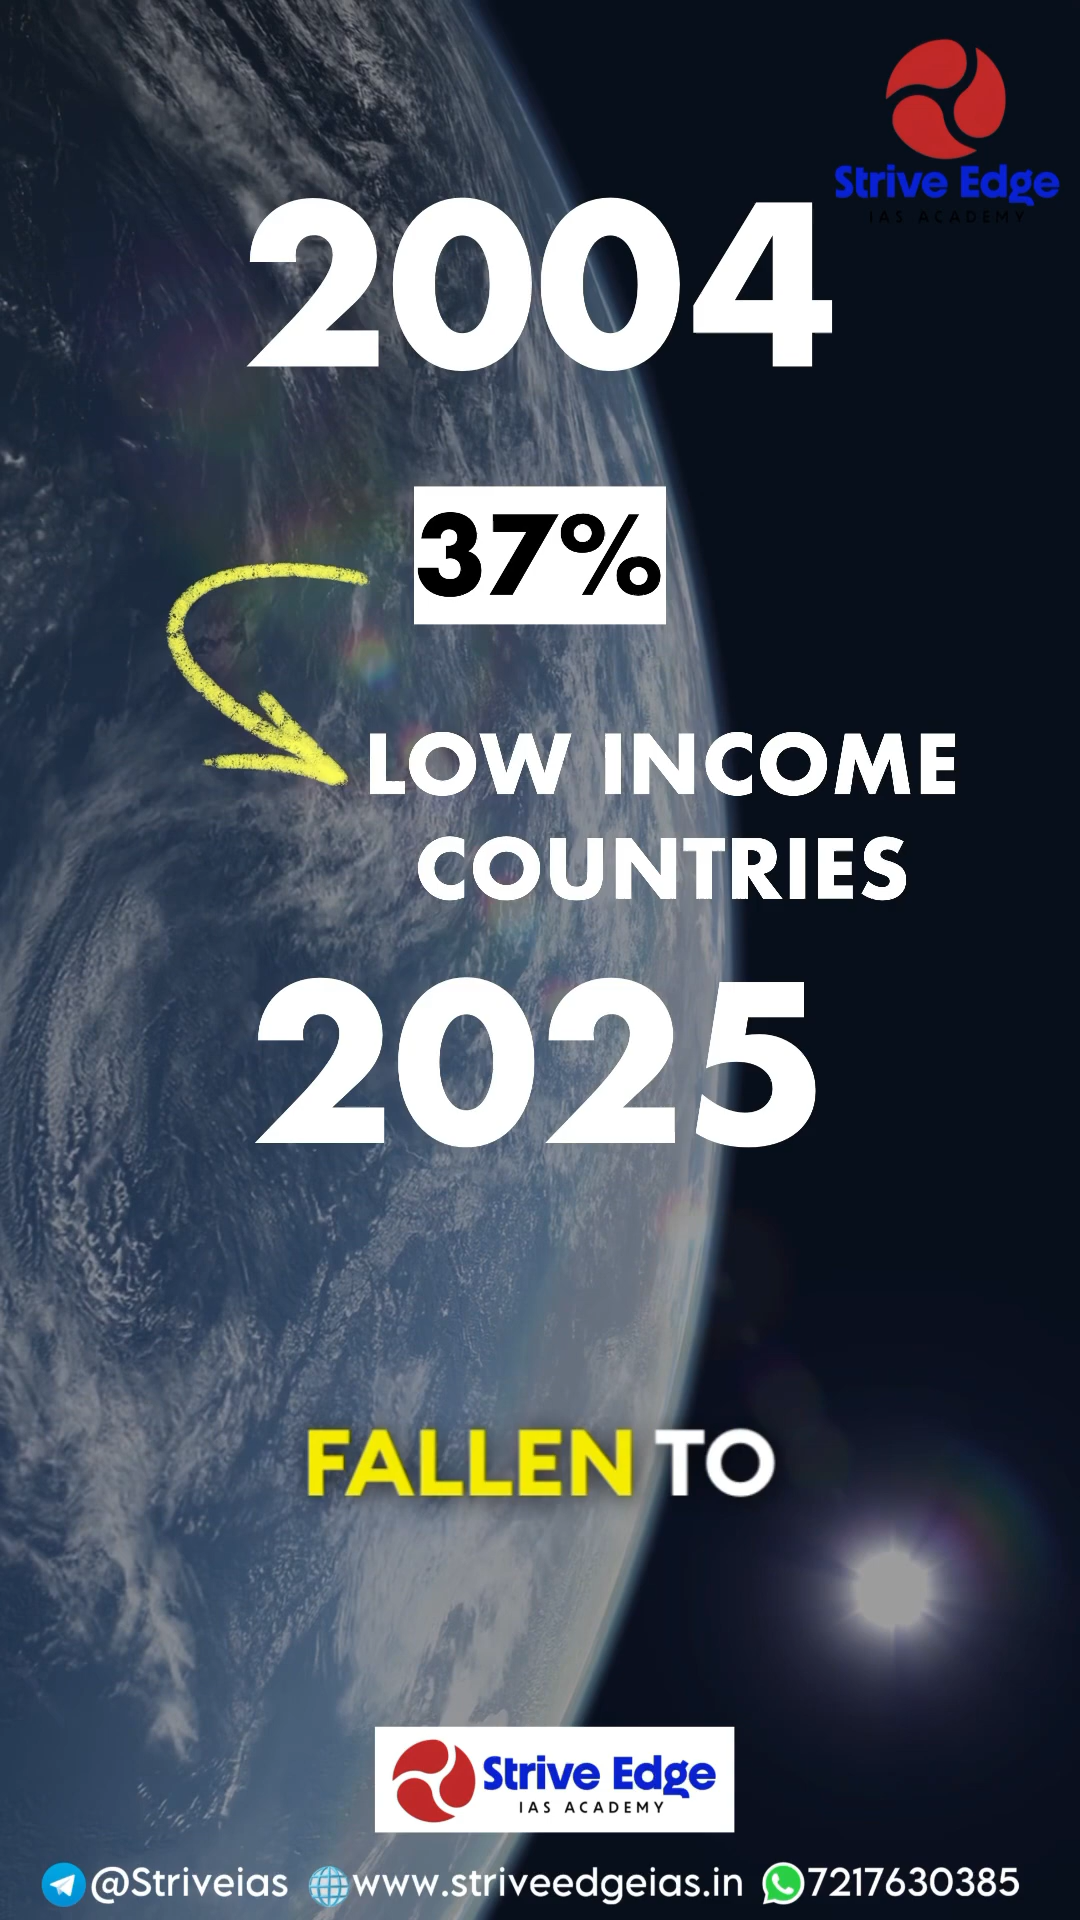 Strive Edge
IAS ACADEMY
2004
37%
LOW INCOME
COUNTRIES
2025
FALLEN TO
Strive Edge
IAS ACADEMY
@Striveias www.striveedgeias.in 7217630385